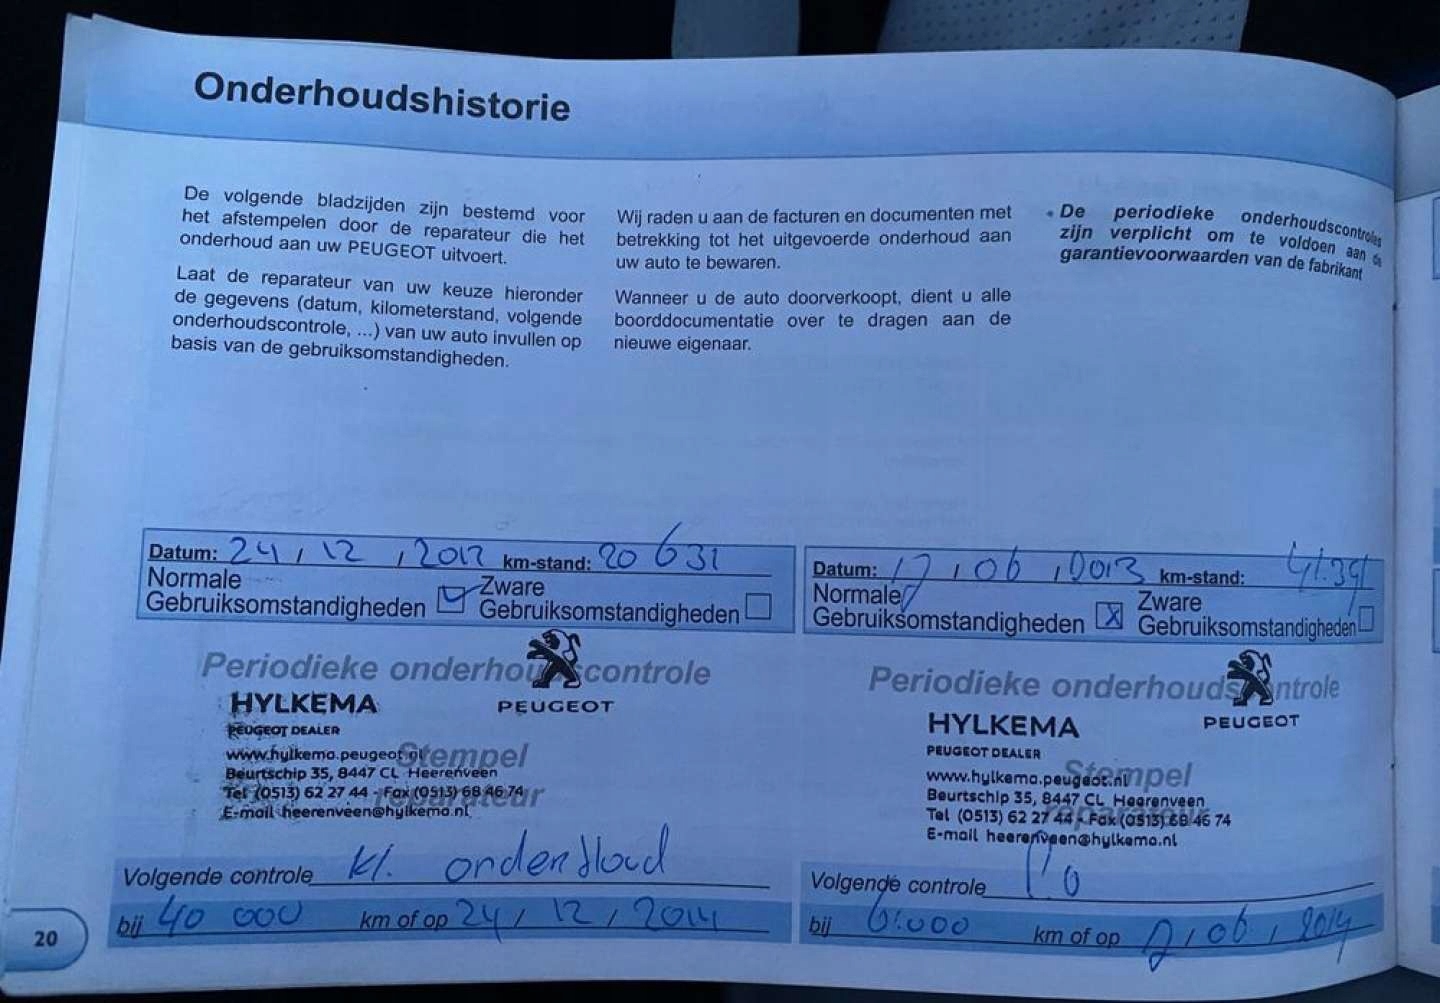 Onderhoudshistorie
De volgende bladzijden zijn bestemd voor
het afstempelen door de reparateur die het
onderhoud aan uw PEUGEOT uitvoert.
Laat de reparateur van uw keuze hieronder
de gegevens (datum, kilometerstand, volgende
onderhoudscontrole, ...) van uw auto invullen op
basis van de gebruiksomstandigheden.
Wij raden u aan de facturen en documenten met
betrekking tot het uitgevoerde onderhoud aan
uw auto te bewaren.
Wanneer u de auto doorverkoopt, dient u alle
boorddocumentatie over te dragen aan de
nieuwe eigenaar.
De periodieke onderhoudscontroles
zijn verplicht om te voldoen aan de
garantievoorwaarden van de fabrikant
Datum: 24 / 12 / 2012 km-stand: 20 631
Normale
Gebruiksomstandigheden
Zware
Gebruiksomstandigheden
Periodieke onderhoudscontrole
PEUGEOT
HYLKEMA
PEUGEOT DEALER
www.hylkema.peugeot.nl
Stempel
Beurtschip 35, 8447 CL Heerenveen
Tel (0513) 62 27 44 - Fax (0513) 68 46 74
reparateur
E-mail heerenveen@hylkema.nl
Volgende controle kl. onderhoud
bij 40 000 km of op 24 / 12 / 2014
Datum: / 06 / 2013 km-stand:
Normale
Gebruiksomstandigheden X
Zware
Gebruiksomstandigheden
Periodieke onderhoudscontrole
PEUGEOT
HYLKEMA
PEUGEOT DEALER
www.hylkema.peugeot.nl
Stempel
Beurtschip 35, 8447 CL Heerenveen
Tel (0513) 62 27 44 - Fax (0513) 68 46 74
reparateur
E-mail heerenveen@hylkema.nl
Volgende controle
bij km of op / 06 / 2014
20